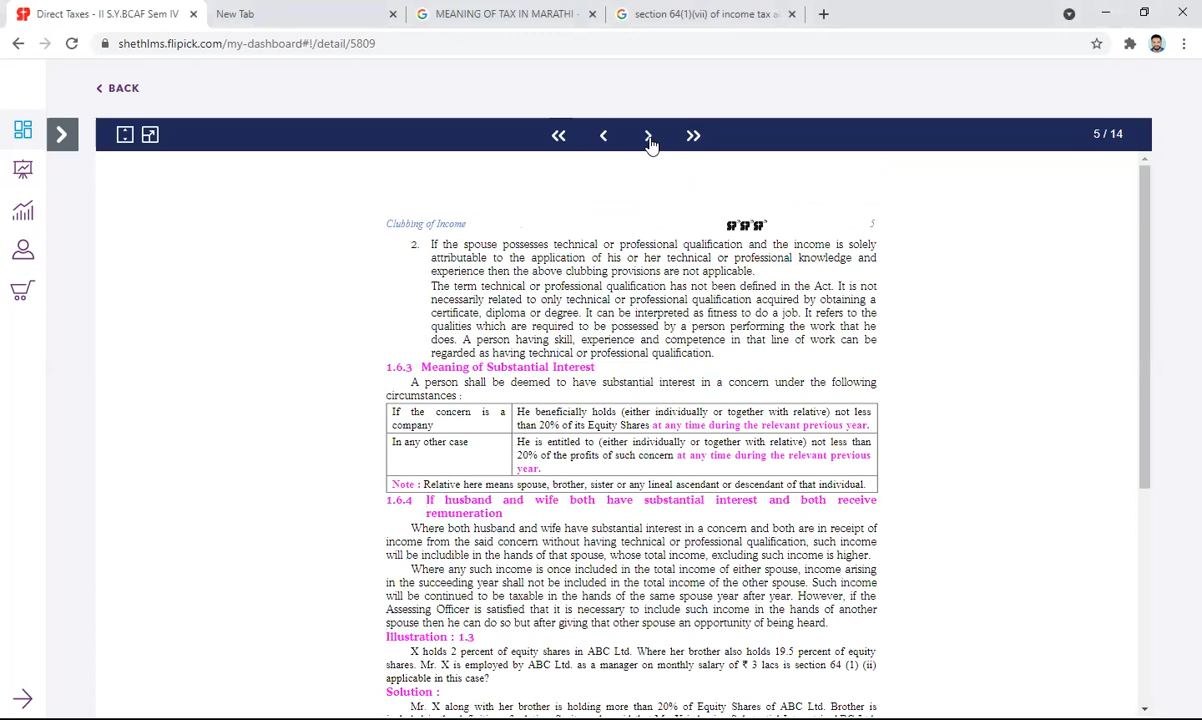 Direct Taxes - II S.Y.BCAF Sem IV
New Tab
MEANING OF TAX IN MARATHI -
section 64(1)(vii) of income tax a
shethlms.flipick.com/my-dashboard#!/detail/5809
BACK
5 / 14
Clubbing of Income 5
2. If the spouse possesses technical or professional qualification and the income is solely
attributable to the application of his or her technical or professional knowledge and
experience then the above clubbing provisions are not applicable.
The term technical or professional qualification has not been defined in the Act. It is not
necessarily related to only technical or professional qualification acquired by obtaining a
certificate, diploma or degree. It can be interpreted as fitness to do a job. It refers to the
qualities which are required to be possessed by a person performing the work that he
does. A person having skill, experience and competence in that line of work can be
regarded as having technical or professional qualification.
1.6.3 Meaning of Substantial Interest
A person shall be deemed to have substantial interest in a concern under the following
circumstances :
If the concern is a company
He beneficially holds (either individually or together with relative) not less
than 20% of its Equity Shares at any time during the relevant previous year.
In any other case
He is entitled to (either individually or together with relative) not less than
20% of the profits of such concern at any time during the relevant previous
year.
Note : Relative here means spouse, brother, sister or any lineal ascendant or descendant of that individual.
1.6.4 If husband and wife both have substantial interest and both receive
remuneration
Where both husband and wife have substantial interest in a concern and both are in receipt of
income from the said concern without having technical or professional qualification, such income
will be includible in the hands of that spouse, whose total income, excluding such income is higher.
Where any such income is once included in the total income of either spouse, income arising
in the succeeding year shall not be included in the total income of the other spouse. Such income
will be continued to be taxable in the hands of the same spouse year after year. However, if the
Assessing Officer is satisfied that it is necessary to include such income in the hands of another
spouse then he can do so but after giving that other spouse an opportunity of being heard.
Illustration : 1.3
X holds 2 percent of equity shares in ABC Ltd. Where her brother also holds 19.5 percent of equity
shares. Mr. X is employed by ABC Ltd. as a manager on monthly salary of ₹ 3 lacs is section 64 (1) (ii)
applicable in this case?
Solution :
Mr. X along with her brother is holding more than 20% of Equity Shares of ABC Ltd. Brother is